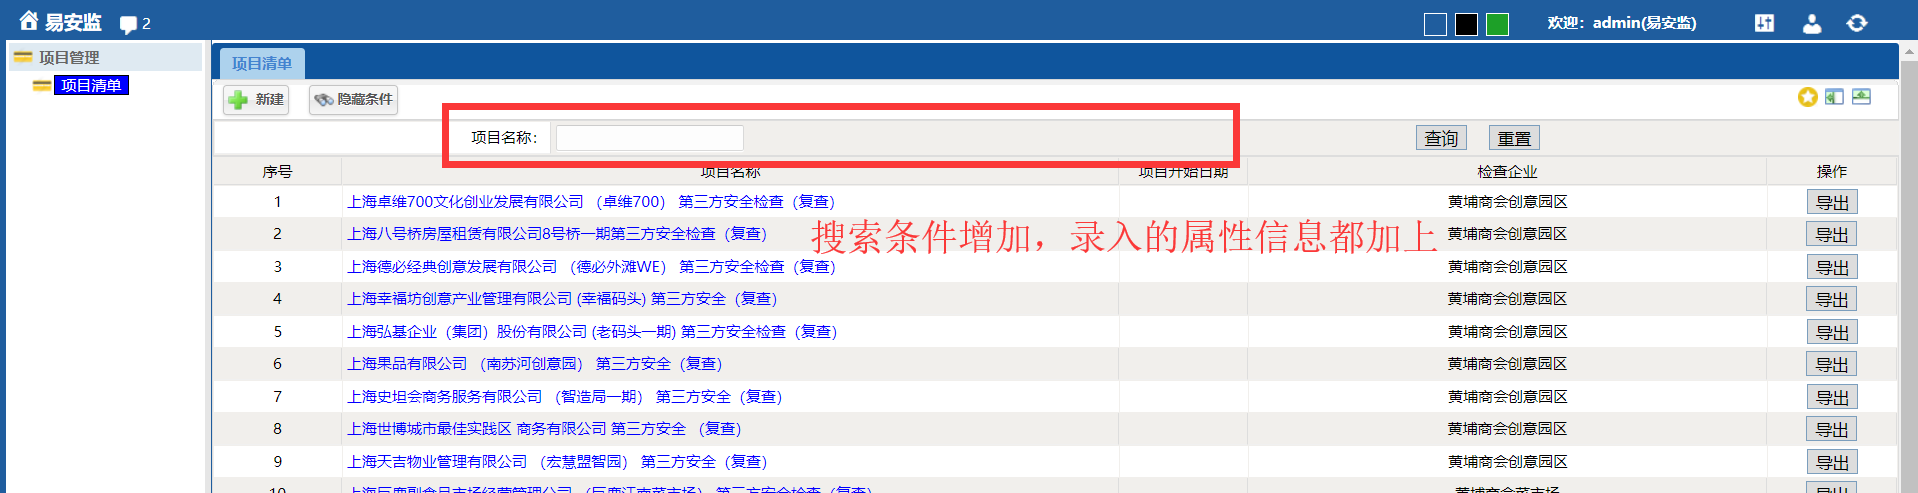 易安监 2 欢迎：admin(易安监)
项目管理
项目清单
项目清单
新建 隐藏条件
项目名称： 查询 重置
序号 项目名称 项目开始日期 检查企业 操作
1 上海卓维700文化创业发展有限公司 （卓维700） 第三方安全检查（复查） 黄埔商会创意园区 导出
2 上海八号桥房屋租赁有限公司8号桥一期第三方安全检查（复查） 黄埔商会创意园区 导出
搜索条件增加，录入的属性信息都加上
3 上海德必经典创意发展有限公司 （德必外滩WE） 第三方安全检查（复查） 黄埔商会创意园区 导出
4 上海幸福坊创意产业管理有限公司 (幸福码头) 第三方安全（复查） 黄埔商会创意园区 导出
5 上海弘基企业（集团）股份有限公司 (老码头一期) 第三方安全检查（复查） 黄埔商会创意园区 导出
6 上海果品有限公司 （南苏河创意园） 第三方安全（复查） 黄埔商会创意园区 导出
7 上海史坦会商务服务有限公司 （智造局一期） 第三方安全（复查） 黄埔商会创意园区 导出
8 上海世博城市最佳实践区 商务有限公司 第三方安全 （复查） 黄埔商会创意园区 导出
9 上海天吉物业管理有限公司 （宏慧盟智园） 第三方安全（复查） 黄埔商会创意园区 导出
10